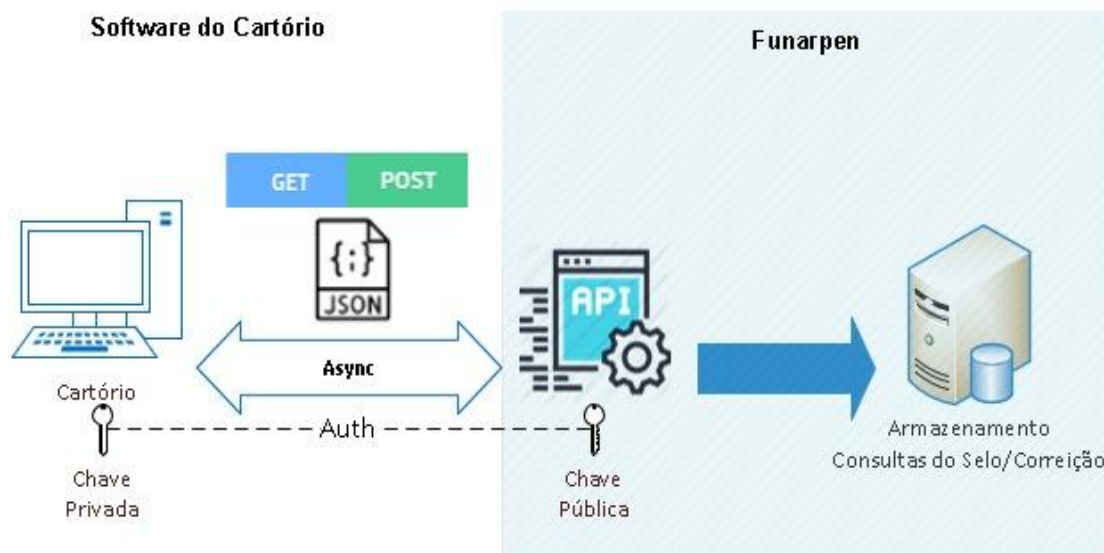 Software do Cartório
Funarpen
GET
POST
{;}
JSON
API
Async
Cartório
Auth
Chave
Privada
Chave
Pública
Armazenamento
Consultas do Selo/Correição